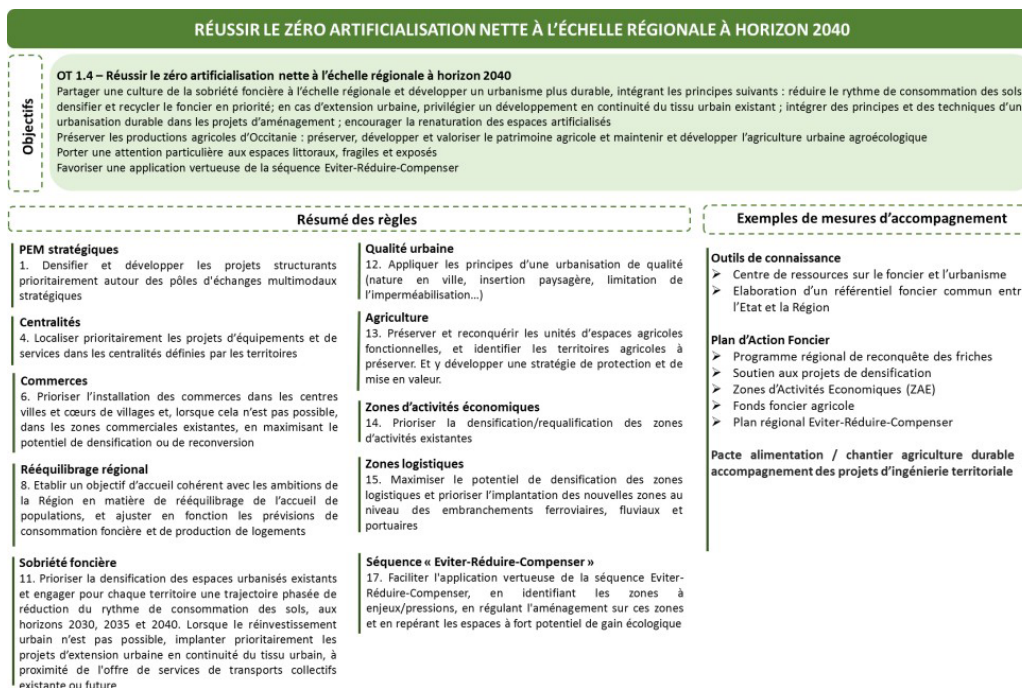 RÉUSSIR LE ZÉRO ARTIFICIALISATION NETTE À L'ÉCHELLE RÉGIONALE À HORIZON 2040
Objectifs
OT 1.4 – Réussir le zéro artificialisation nette à l'échelle régionale à horizon 2040
Partager une culture de la sobriété foncière à l'échelle régionale et développer un urbanisme plus durable, intégrant les principes suivants : réduire le rythme de consommation des sols
densifier et recycler le foncier en priorité; en cas d'extension urbaine, privilégier un développement en continuité du tissu urbain existant ; intégrer des principes et des techniques d'un
urbanisation durable dans les projets d'aménagement ; encourager la renaturation des espaces artificialisés
Préserver les productions agricoles d'Occitanie : préserver, développer et valoriser le patrimoine agricole et maintenir et développer l'agriculture urbaine agroécologique
Porter une attention particulière aux espaces littoraux, fragiles et exposés
Favoriser une application vertueuse de la séquence Eviter-Réduire-Compenser
Résumé des règles
PEM stratégiques
1. Densifier et développer les projets structurants
prioritairement autour des pôles d'échanges multimodaux
stratégiques
Centralités
4. Localiser prioritairement les projets d'équipements et de
services dans les centralités définies par les territoires
Commerces
6. Prioriser l'installation des commerces dans les centres
villes et cœurs de villages et, lorsque cela n'est pas possible,
dans les zones commerciales existantes, en maximisant le
potentiel de densification ou de reconversion
Rééquilibrage régional
8. Etablir un objectif d'accueil cohérent avec les ambitions de
la Région en matière de rééquilibrage de l'accueil de
populations, et ajuster en fonction les prévisions de
consommation foncière et de production de logements
Sobriété foncière
11. Prioriser la densification des espaces urbanisés existants
et engager pour chaque territoire une trajectoire phasée de
réduction du rythme de consommation des sols, aux
horizons 2030, 2035 et 2040. Lorsque le réinvestissement
urbain n'est pas possible, implanter prioritairement les
projets d'extension urbaine en continuité du tissu urbain, à
proximité de l'offre de services de transports collectifs
existante ou future
Qualité urbaine
12. Appliquer les principes d'une urbanisation de qualité
(nature en ville, insertion paysagère, limitation de
l'imperméabilisation…)
Agriculture
13. Préserver et reconquérir les unités d'espaces agricoles
fonctionnelles, et identifier les territoires agricoles à
préserver. Et y développer une stratégie de protection et de
mise en valeur.
Zones d'activités économiques
14. Prioriser la densification/requalification des zones
d'activités existantes
Zones logistiques
15. Maximiser le potentiel de densification des zones
logistiques et prioriser l'implantation des nouvelles zones au
niveau des embranchements ferroviaires, fluviaux et
portuaires
Séquence « Eviter-Réduire-Compenser »
17. Faciliter l'application vertueuse de la séquence Eviter-
Réduire-Compenser, en identifiant les zones à
enjeux/pressions, en régulant l'aménagement sur ces zones
et en repérant les espaces à fort potentiel de gain écologique
Exemples de mesures d'accompagnement
Outils de connaissance
➢ Centre de ressources sur le foncier et l'urbanisme
➢ Elaboration d'un référentiel foncier commun entr
l'Etat et la Région
Plan d'Action Foncier
➢ Programme régional de reconquête des friches
➢ Soutien aux projets de densification
➢ Zones d'Activités Economiques (ZAE)
➢ Fonds foncier agricole
➢ Plan régional Eviter-Réduire-Compenser
Pacte alimentation / chantier agriculture durable
accompagnement des projets d'ingénierie territoriale